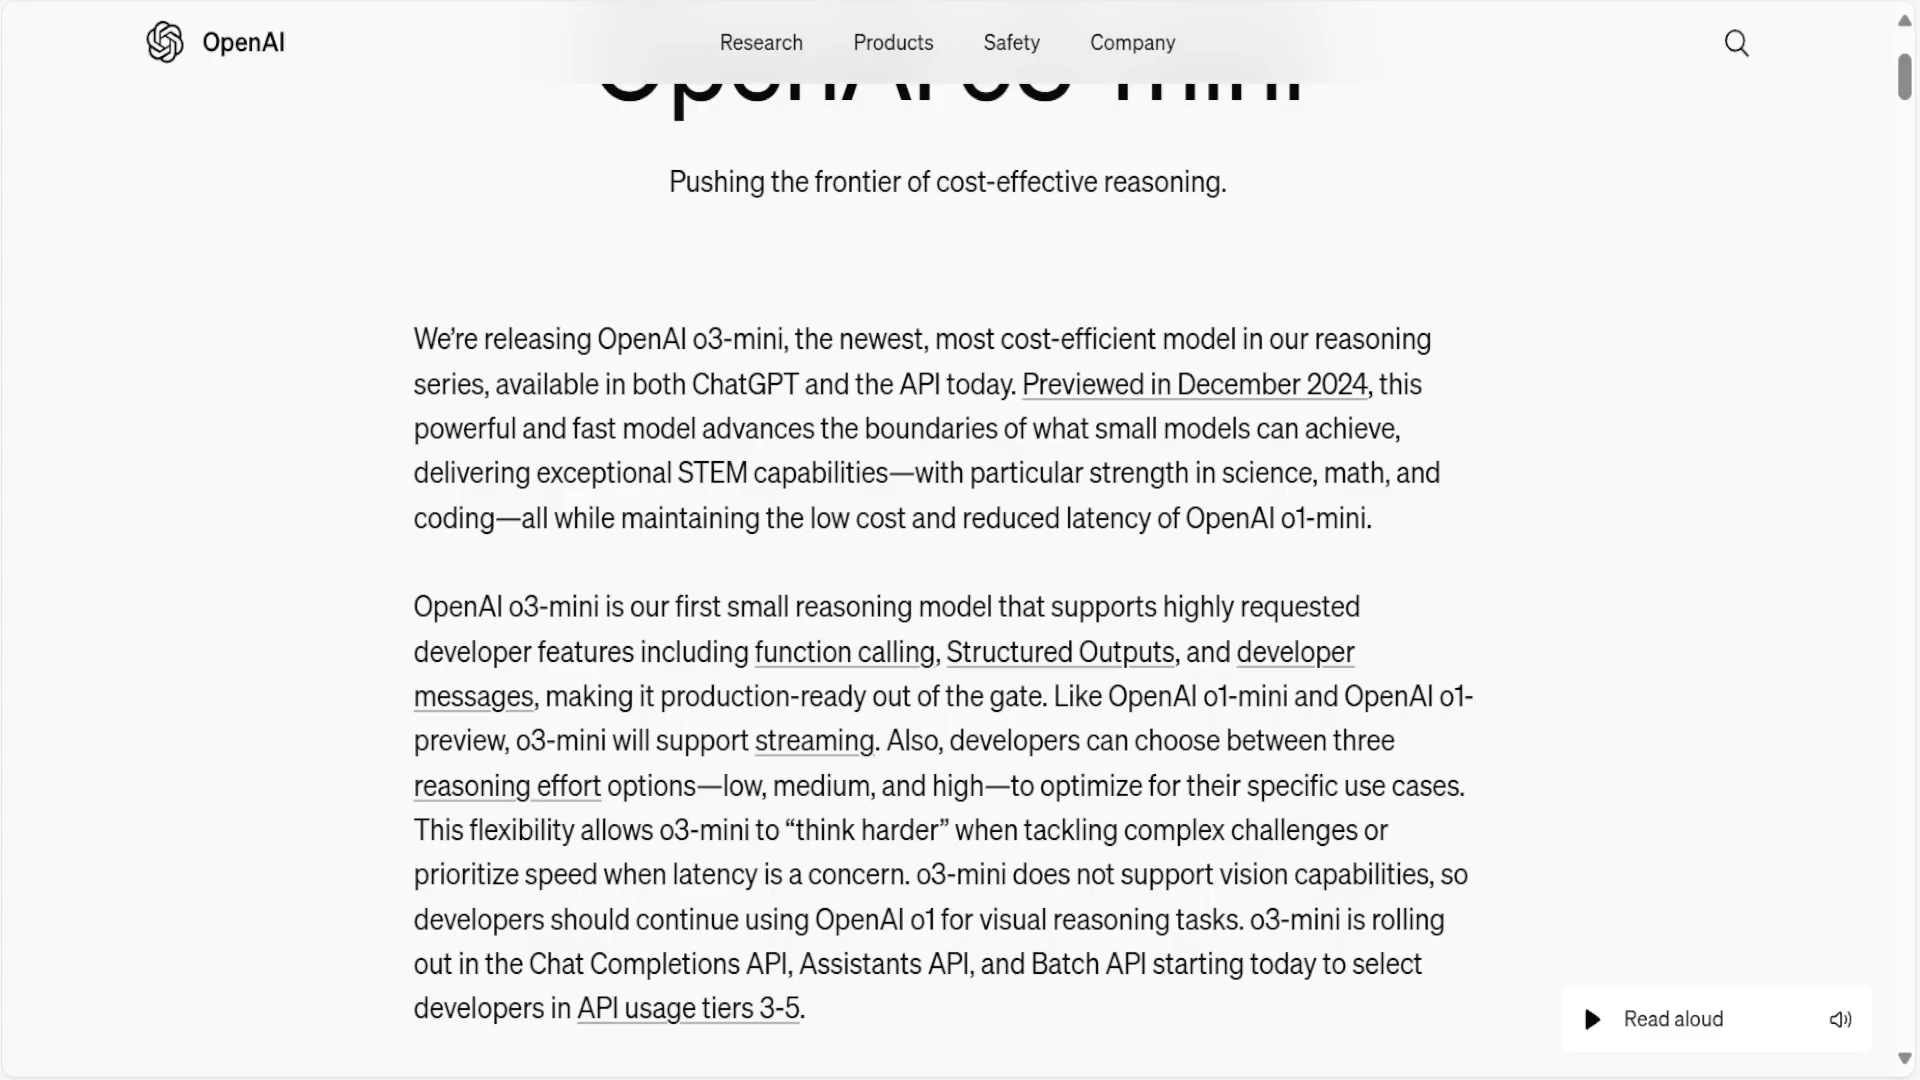 OpenAI
Research
Products
Safety
Company
OpenAI o3-mini
Pushing the frontier of cost-effective reasoning.
We’re releasing OpenAI o3-mini, the newest, most cost-efficient model in our reasoning
series, available in both ChatGPT and the API today. Previewed in December 2024, this
powerful and fast model advances the boundaries of what small models can achieve,
delivering exceptional STEM capabilities—with particular strength in science, math, and
coding—all while maintaining the low cost and reduced latency of OpenAI o1-mini.
OpenAI o3-mini is our first small reasoning model that supports highly requested
developer features including function calling, Structured Outputs, and developer
messages, making it production-ready out of the gate. Like OpenAI o1-mini and OpenAI o1-
preview, o3-mini will support streaming. Also, developers can choose between three
reasoning effort options—low, medium, and high—to optimize for their specific use cases.
This flexibility allows o3-mini to “think harder” when tackling complex challenges or
prioritize speed when latency is a concern. o3-mini does not support vision capabilities, so
developers should continue using OpenAI o1 for visual reasoning tasks. o3-mini is rolling
out in the Chat Completions API, Assistants API, and Batch API starting today to select
developers in API usage tiers 3-5.
Read aloud